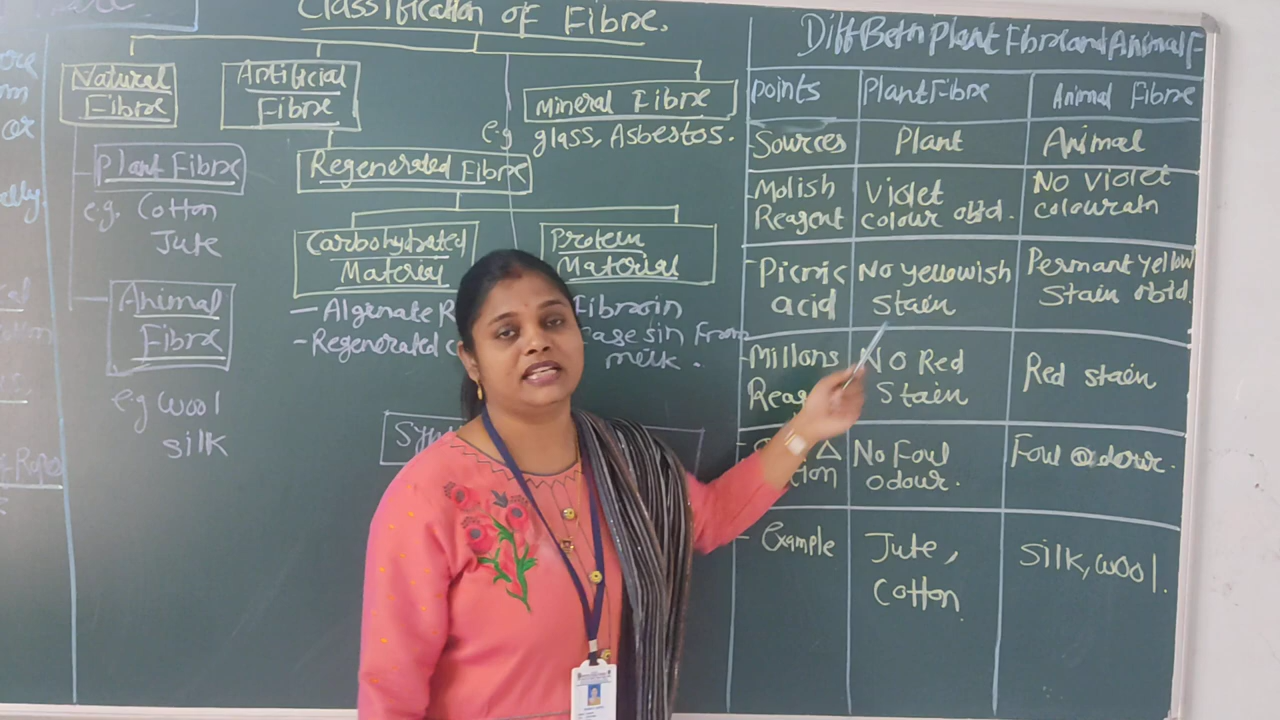 Classification of Fibre.
Natural
Fibre
Artificial
Fibre
Mineral Fibre
e.g glass, Asbestos.
Plant Fibre
e.g. Cotton
Jute
Animal
Fibre
eg wool
silk
Regenerated Fibre
Carbohydrated
Material
- Alginate
- Regenerated
Protein
Material
Fibroin
From
milk.
Diff Betn Plant Fibre and Animal F
points
Plant Fibre
Animal Fibre
- Sources
Plant
Animal
- Molish
Reagent
Violet
colour obtd.
No violet
colouratn
- Picric
acid
No yellowish
Stain
Permant yellow
Stain obtd.
- Millons
No Red
Stain
Red stain
No Foul
odour.
Foul odour.
- Example
Jute,
Cotton
Silk, wool.